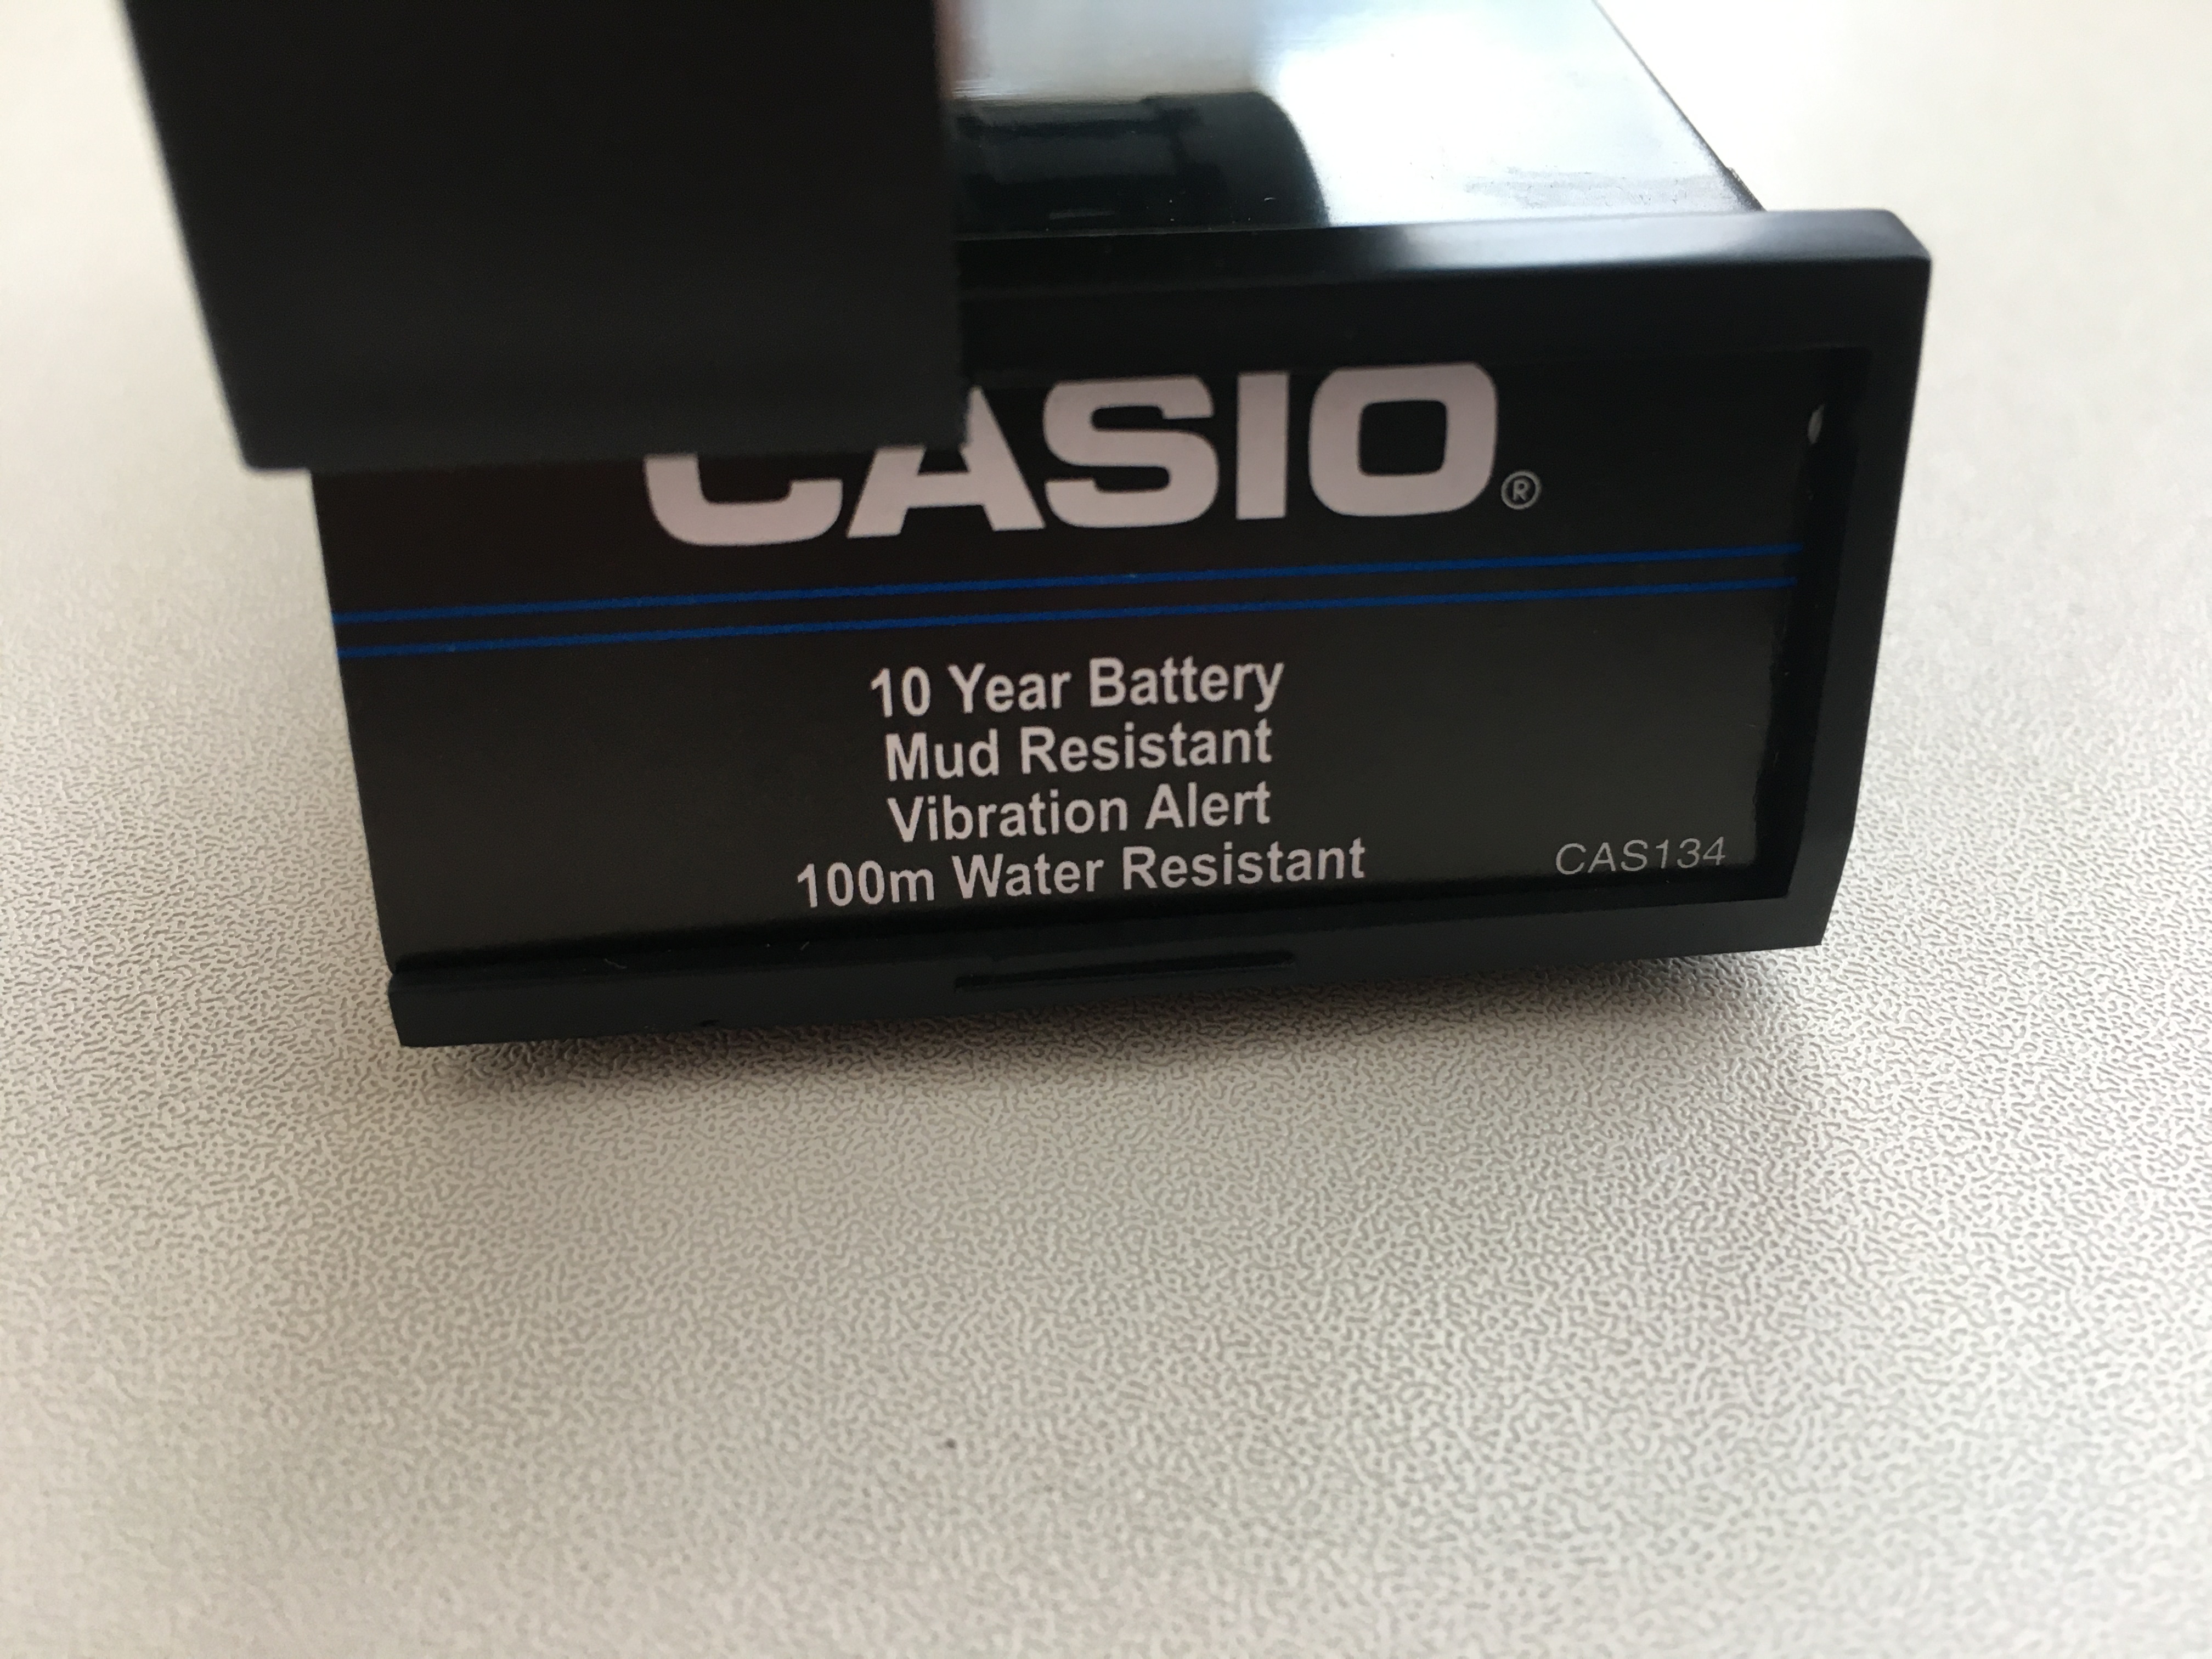 CASIO®
10 Year Battery
Mud Resistant
Vibration Alert
100m Water Resistant
CAS134